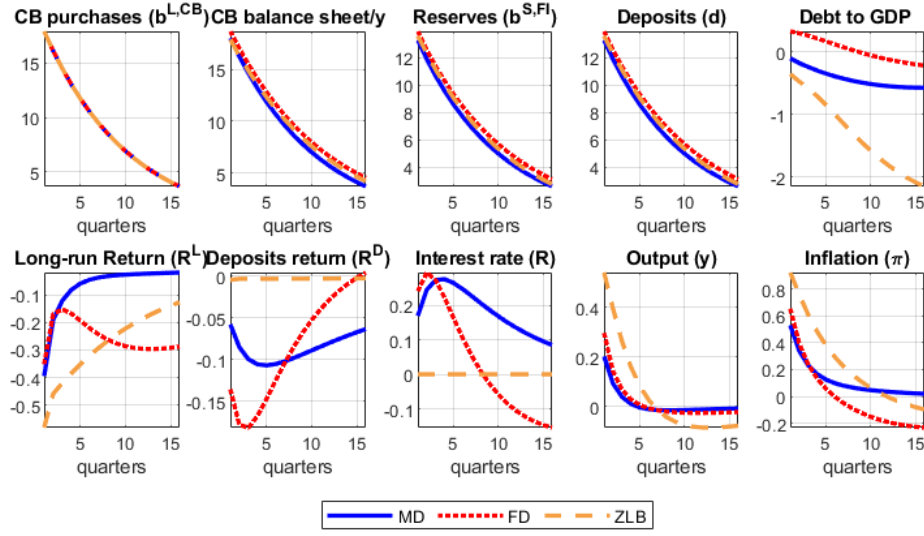 CB purchases (b^{L,CB})
CB balance sheet/y
Reserves (b^{S,FI})
Deposits (d)
Debt to GDP
15
10
5
5 10 15
quarters
15
10
5
5 10 15
quarters
12
10
8
6
4
5 10 15
quarters
12
10
8
6
4
5 10 15
quarters
0
-1
-2
5 10 15
quarters
Long-run Return (R^L)
Deposits return (R^D)
Interest rate (R)
Output (y)
Inflation (π)
-0.1
-0.2
-0.3
-0.4
-0.5
5 10 15
quarters
0
-0.05
-0.1
-0.15
5 10 15
quarters
0.2
0.1
0
-0.1
5 10 15
quarters
0.4
0.2
0
5 10 15
quarters
0.8
0.6
0.4
0.2
0
-0.2
5 10 15
quarters
MD FD ZLB